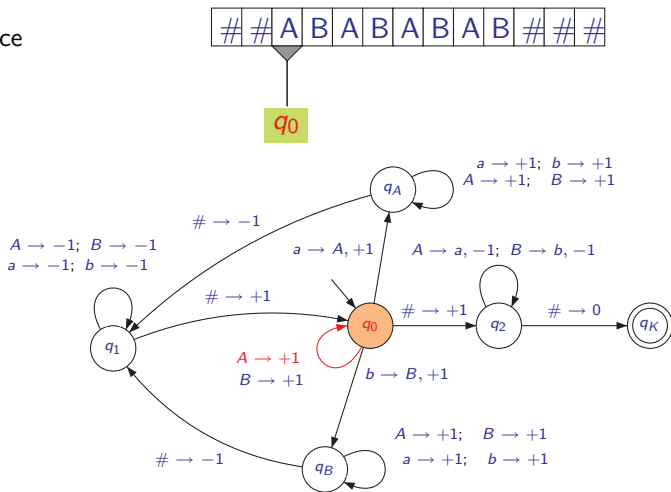 # # A B A B A B A B # # #
ce
q0
qA
a → +1; b → +1
A → +1; B → +1
# → −1
A → −1; B → −1
a → −1; b → −1
a → A, +1
A → a, −1; B → b, −1
# → +1
# → +1
# → 0
q1
q0
q2
qK
A → +1
B → +1
b → B, +1
A → +1; B → +1
a → +1; b → +1
# → −1
qB